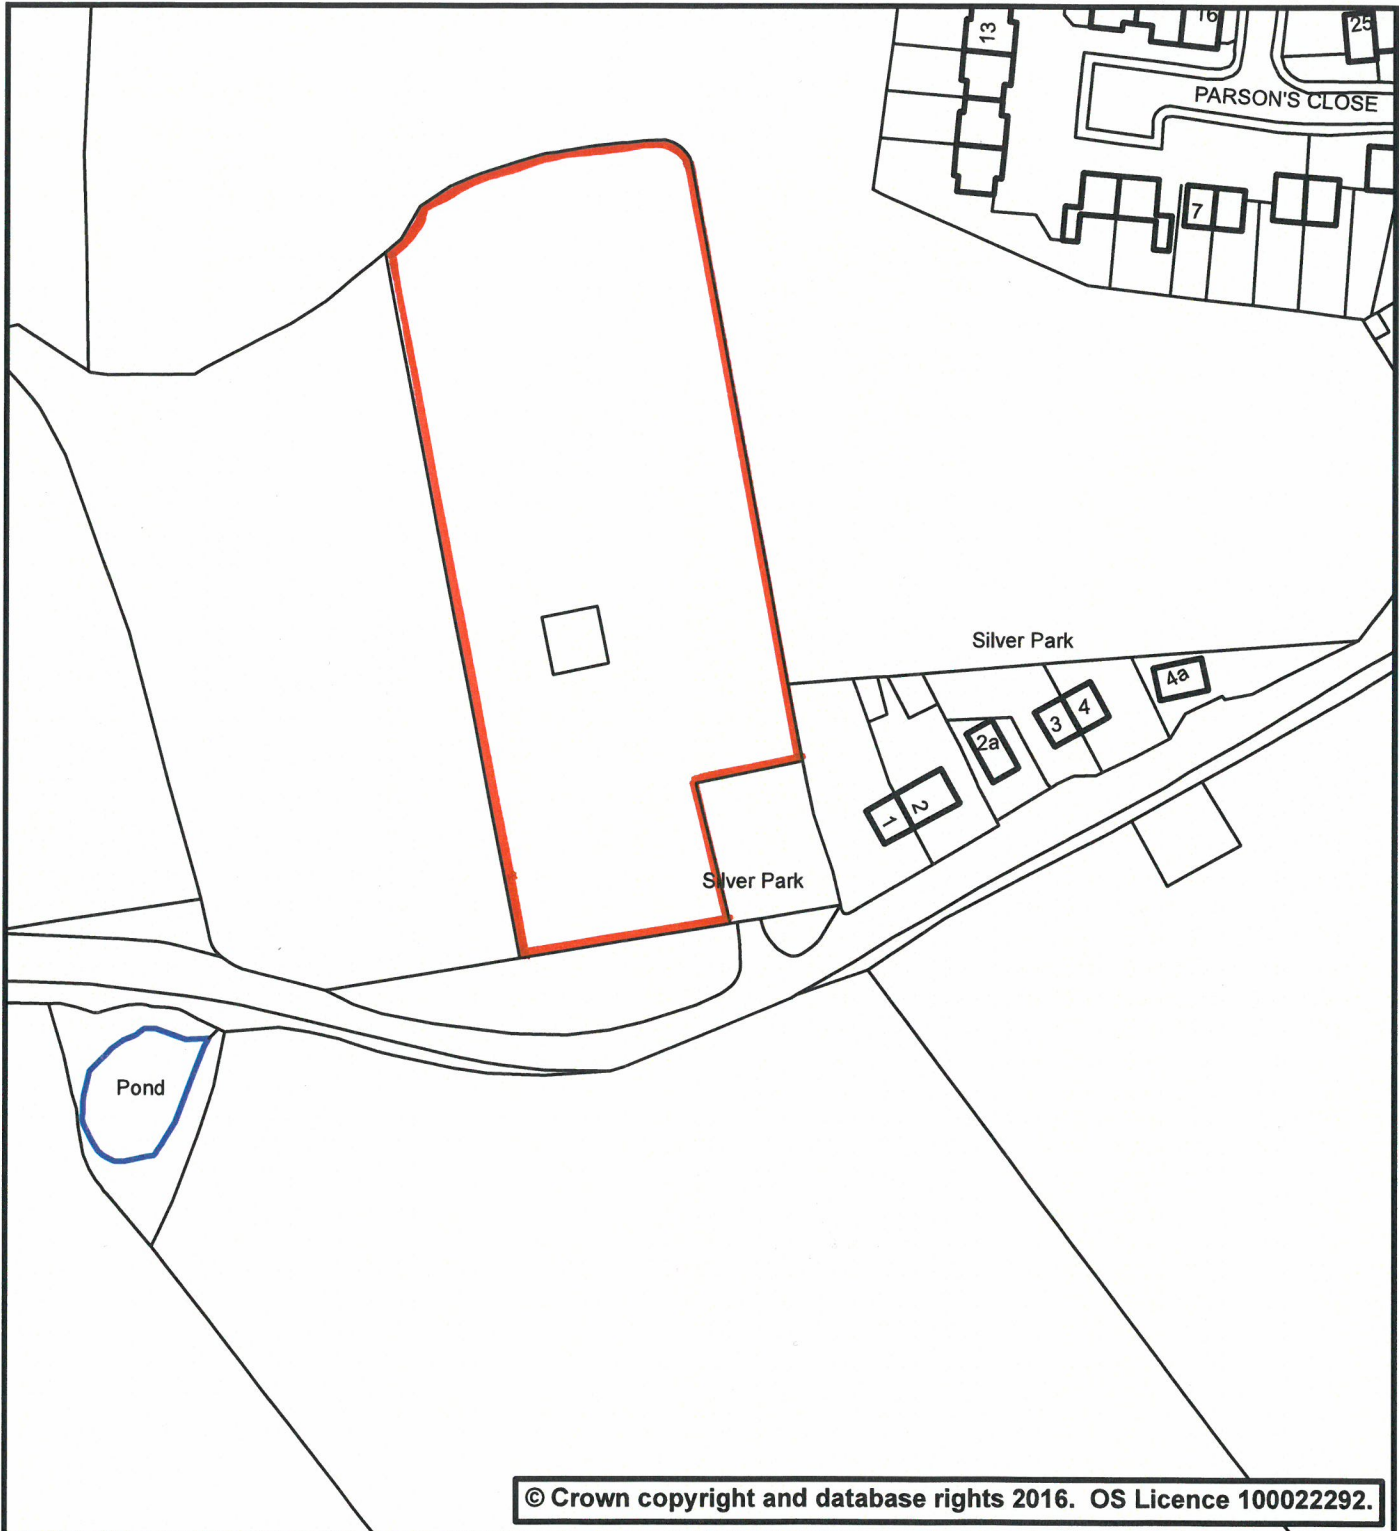 16
25
13
PARSON'S CLOSE
7
Silver Park
4a
4
3
2a
2
1
Silver Park
Pond
© Crown copyright and database rights 2016. OS Licence 100022292.